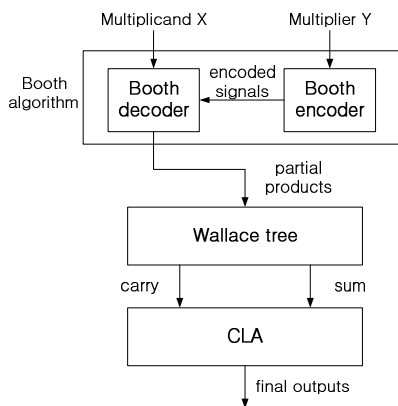 Multiplicand X
Multiplier Y
Booth
algorithm
Booth
decoder
encoded
signals
Booth
encoder
partial
products
Wallace tree
carry
sum
CLA
final outputs